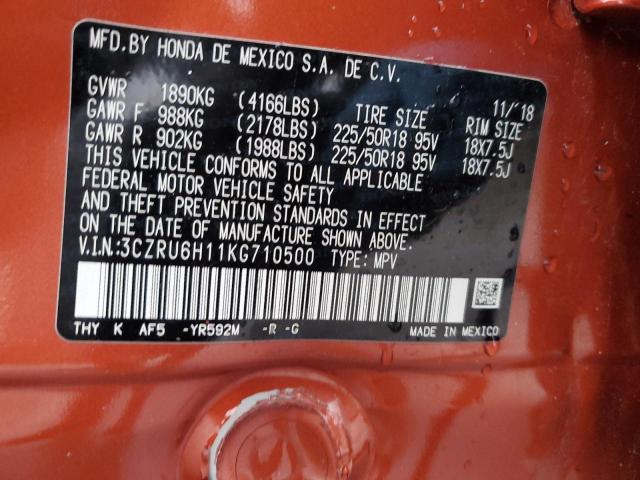 MFD.BY HONDA DE MEXICO S.A. DE C.V.
11/'18
GVWR 1890KG (4166LBS) TIRE SIZE RIM SIZE
GAWR F 988KG (2178LBS) 225/50R18 95V 18X7.5J
GAWR R 902KG (1988LBS) 225/50R18 95V 18X7.5J
THIS VEHICLE CONFORMS TO ALL APPLICABLE
FEDERAL MOTOR VEHICLE SAFETY
AND THEFT PREVENTION STANDARDS IN EFFECT
ON THE DATE OF MANUFACTURE SHOWN ABOVE.
V.I.N:3CZRU6H11KG710500 TYPE: MPV
THY K AF5 -YR592M -R -G MADE IN MEXICO